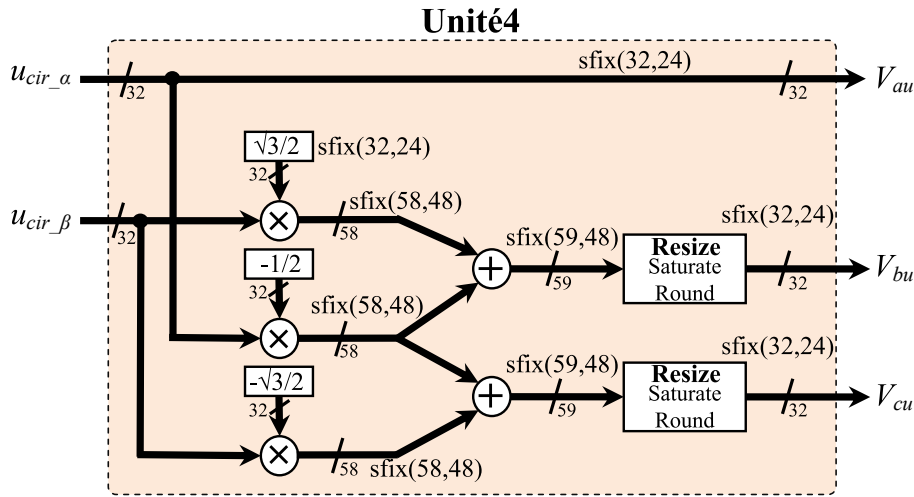 Unité4
u_cir_α
32
sfix(32,24)
32
V_au
√3/2
sfix(32,24)
32
u_cir_β
32
×
sfix(58,48)
58
sfix(32,24)
-1/2
32
sfix(59,48)
+
59
Resize
Saturate
Round
32
V_bu
sfix(58,48)
×
58
-√3/2
32
sfix(59,48)
+
59
sfix(32,24)
Resize
Saturate
Round
32
V_cu
×
58
sfix(58,48)